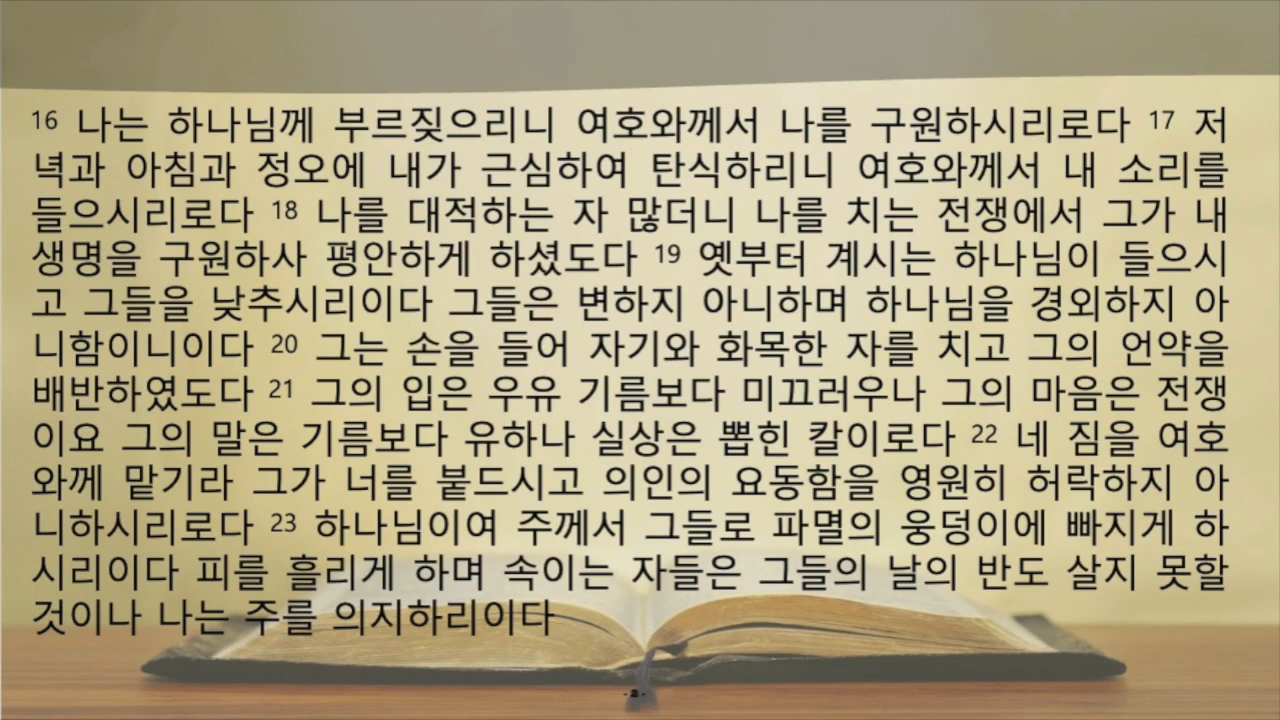 16 나는 하나님께 부르짖으리니 여호와께서 나를 구원하시리로다 17 저
녁과 아침과 정오에 내가 근심하여 탄식하리니 여호와께서 내 소리를
들으시리로다 18 나를 대적하는 자 많더니 나를 치는 전쟁에서 그가 내
생명을 구원하사 평안하게 하셨도다 19 옛부터 계시는 하나님이 들으시
고 그들을 낮추시리이다 그들은 변하지 아니하며 하나님을 경외하지 아
니함이니이다 20 그는 손을 들어 자기와 화목한 자를 치고 그의 언약을
배반하였도다 21 그의 입은 우유 기름보다 미끄러우나 그의 마음은 전쟁
이요 그의 말은 기름보다 유하나 실상은 뽑힌 칼이로다 22 네 짐을 여호
와께 맡기라 그가 너를 붙드시고 의인의 요동함을 영원히 허락하지 아
니하시리로다 23 하나님이여 주께서 그들로 파멸의 웅덩이에 빠지게 하
시리이다 피를 흘리게 하며 속이는 자들은 그들의 날의 반도 살지 못할
것이나 나는 주를 의지하리이다
- 2 -